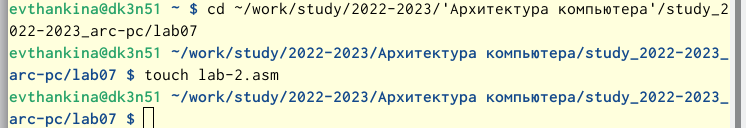 evthankina@dk3n51 ~ $ cd ~/work/study/2022-2023/'Архитектура компьютера'/study_2
022-2023_arc-pc/lab07
evthankina@dk3n51 ~/work/study/2022-2023/Архитектура компьютера/study_2022-2023_
arc-pc/lab07 $ touch lab-2.asm
evthankina@dk3n51 ~/work/study/2022-2023/Архитектура компьютера/study_2022-2023_
arc-pc/lab07 $